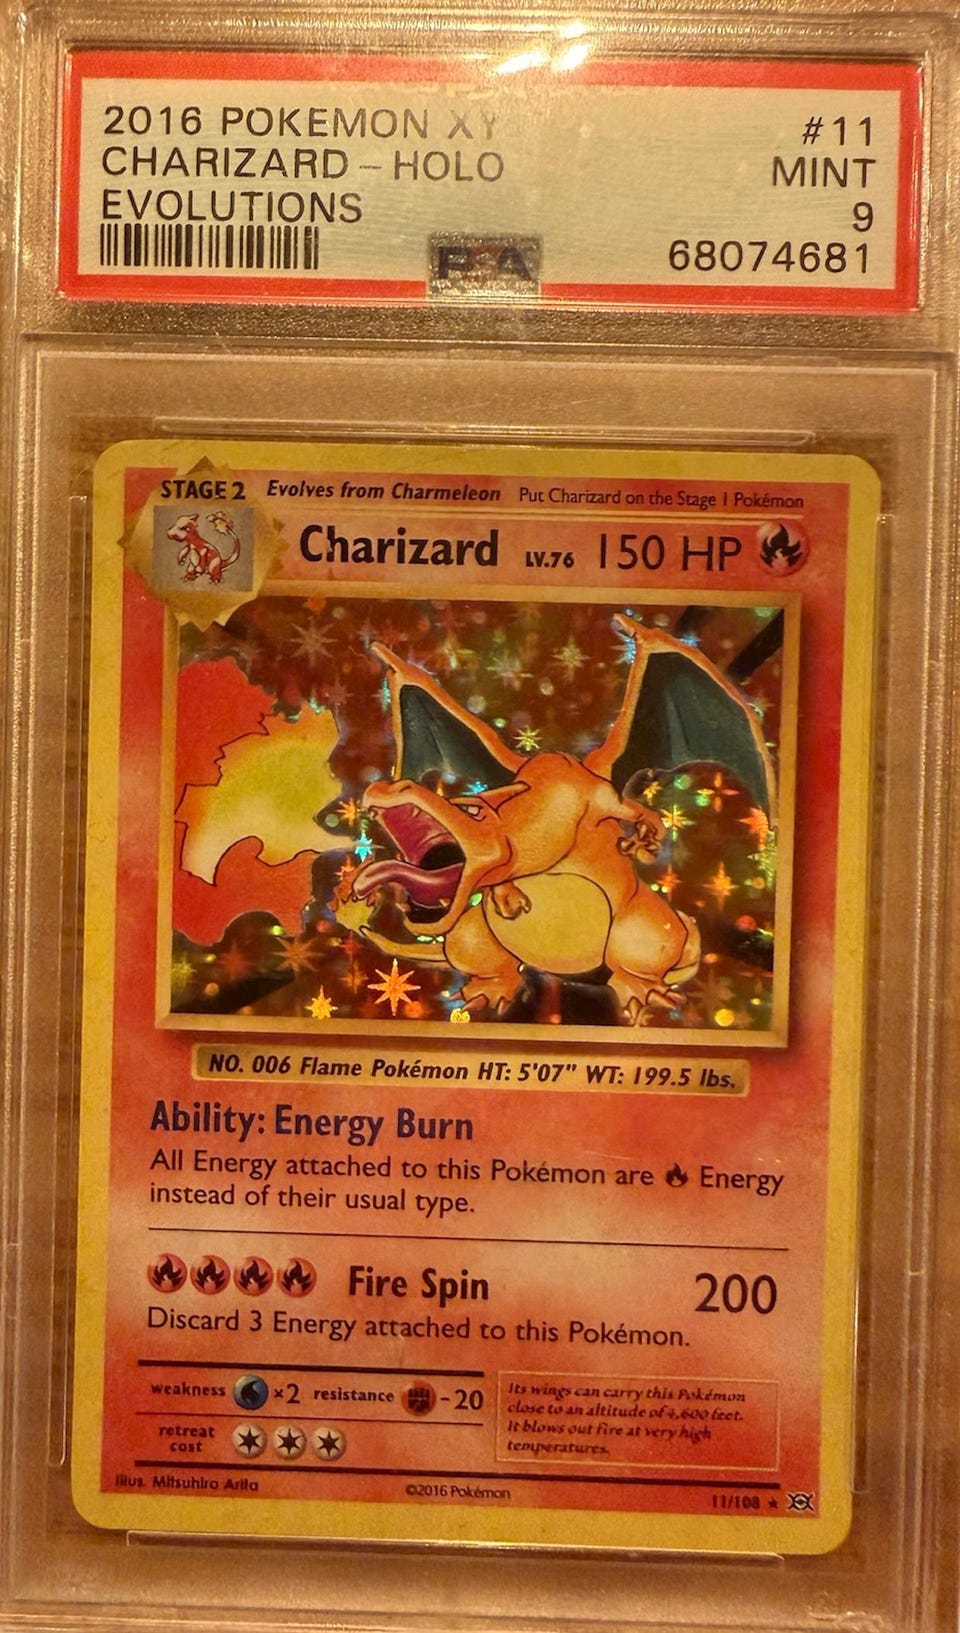 2016 POKEMON XY #11
CHARIZARD - HOLO MINT
EVOLUTIONS 9
PSA 68074681
STAGE 2 Evolves from Charmeleon Put Charizard on the Stage 1 Pokémon
Charizard LV.76 150 HP
NO. 006 Flame Pokémon HT: 5'07" WT: 199.5 lbs.
Ability: Energy Burn
All Energy attached to this Pokémon are Energy
instead of their usual type.
Fire Spin 200
Discard 3 Energy attached to this Pokémon.
weakness ×2 resistance -20
retreat
cost
Its wings can carry this Pokémon
close to an altitude of 4,600 feet.
It blows out fire at very high
temperatures.
Illus. Mitsuhiro Arita ©2016 Pokémon 11/108 ★